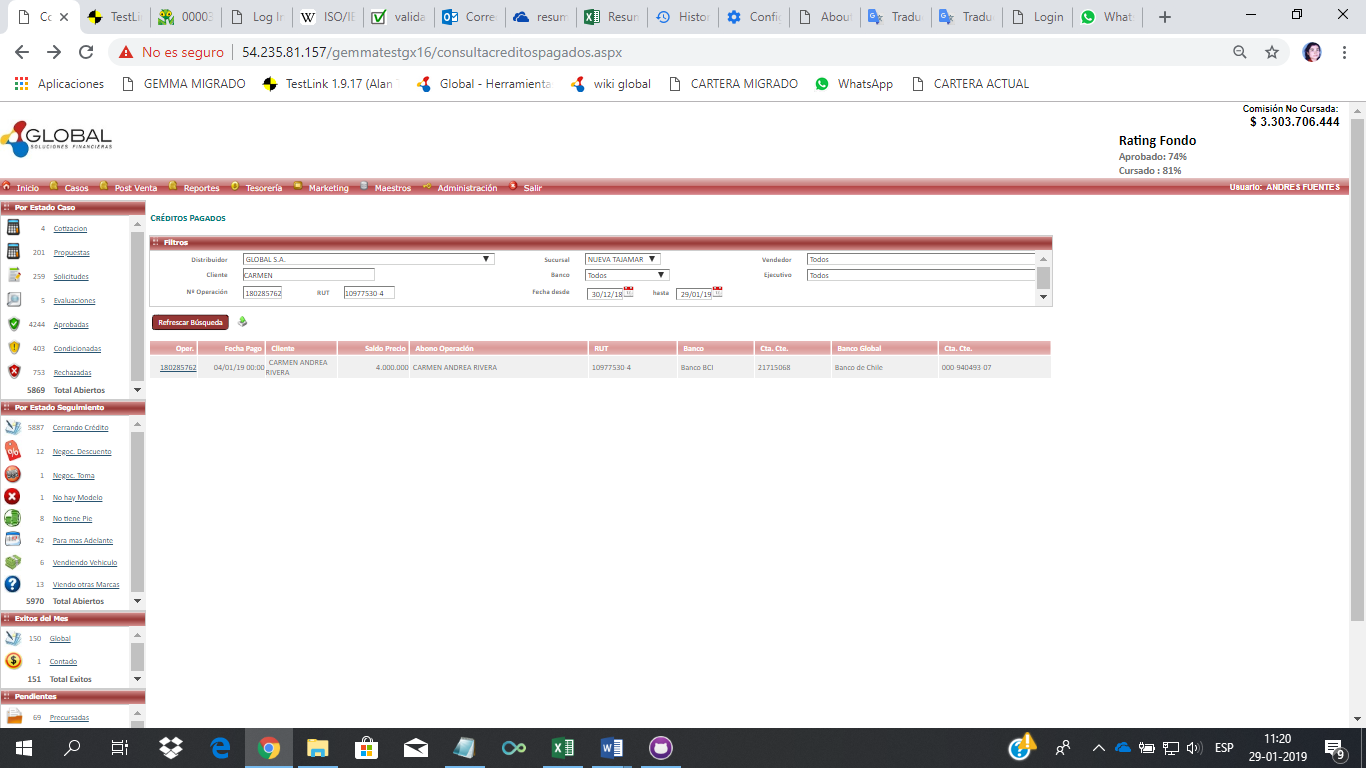 Co
TestLin
00003
Log In
ISO/IE
valida
Corre
resum
Resun
Histor
Config
About
Tradu
Tradu
Login
What
No es seguro
54.235.81.157/gemmatestgx16/consultacreditospagados.aspx
Aplicaciones
GEMMA MIGRADO
TestLink 1.9.17 (Alan
Global - Herramienta
wiki global
CARTERA MIGRADO
WhatsApp
CARTERA ACTUAL
Comisión No Cursada:
$ 3.303.706.444
GLOBAL
SOLUCIONES FINANCIERAS
Rating Fondo
Aprobado: 74%
Cursado : 81%
Inicio Casos Post Venta Reportes Tesorería Marketing Maestros Administración Salir
Usuario: ANDRES FUENTES
Por Estado Caso
4 Cotizacion
201 Propuestas
259 Solicitudes
5 Evaluaciones
4244 Aprobadas
403 Condicionadas
753 Rechazadas
5869 Total Abiertos
Por Estado Seguimiento
5887 Cerrando Crédito
12 Negoc. Descuento
1 Negoc. Toma
1 No hay Modelo
8 No tiene Pie
42 Para mas Adelante
6 Vendiendo Vehículo
13 Viendo otras Marcas
5970 Total Abiertos
Exitos del Mes
150 Global
1 Contado
151 Total Exitos
Pendientes
69 Precursadas
CRÉDITOS PAGADOS
Filtros
Distribuidor GLOBAL S.A. Sucursal NUEVA TAJAMAR Vendedor Todos
Cliente CARMEN Banco Todos Ejecutivo Todos
Nº Operación 180285762 RUT 10977530-4 Fecha desde 30/12/18 hasta 29/01/19
Refrescar Búsqueda
Oper. Fecha Pago Cliente Saldo Precio Abono Operación RUT Banco Cta. Cte. Banco Global Cta. Cte.
180285762 04/01/19 00:00 CARMEN ANDREA RIVERA 4.000.000 CARMEN ANDREA RIVERA 10977530-4 Banco BCI 21715068 Banco de Chile 000-940493-07
ESP
11:20
29-01-2019
9